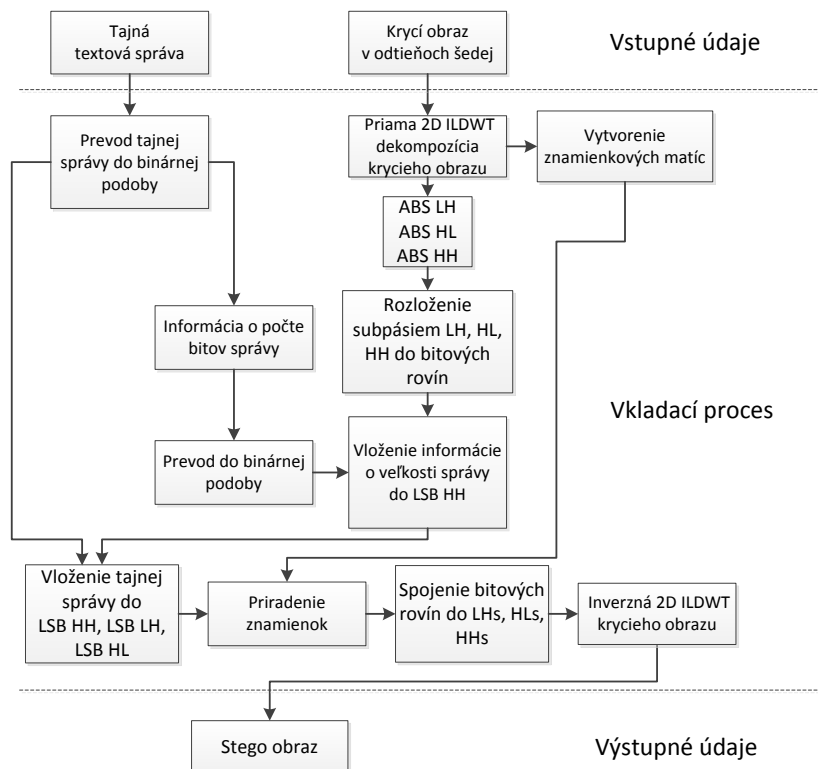 Tajná
textová správa
Krycí obraz
v odtieňoch šedej
Vstupné údaje
Prevod tajnej
správy do binárnej
podoby
Priama 2D ILDWT
dekompozícia
krycieho obrazu
Vytvorenie
znamienkových matíc
ABS LH
ABS HL
ABS HH
Informácia o počte
bitov správy
Rozloženie
subpásiem LH, HL,
HH do bitových
rovín
Vkladací proces
Prevod do binárnej
podoby
Vloženie informácie
o veľkosti správy
do LSB HH
Vloženie tajnej
správy do
LSB HH, LSB LH,
LSB HL
Priradenie
znamienok
Spojenie bitových
rovín do LHs, HLs,
HHs
Inverzná 2D ILDWT
krycieho obrazu
Stego obraz
Výstupné údaje